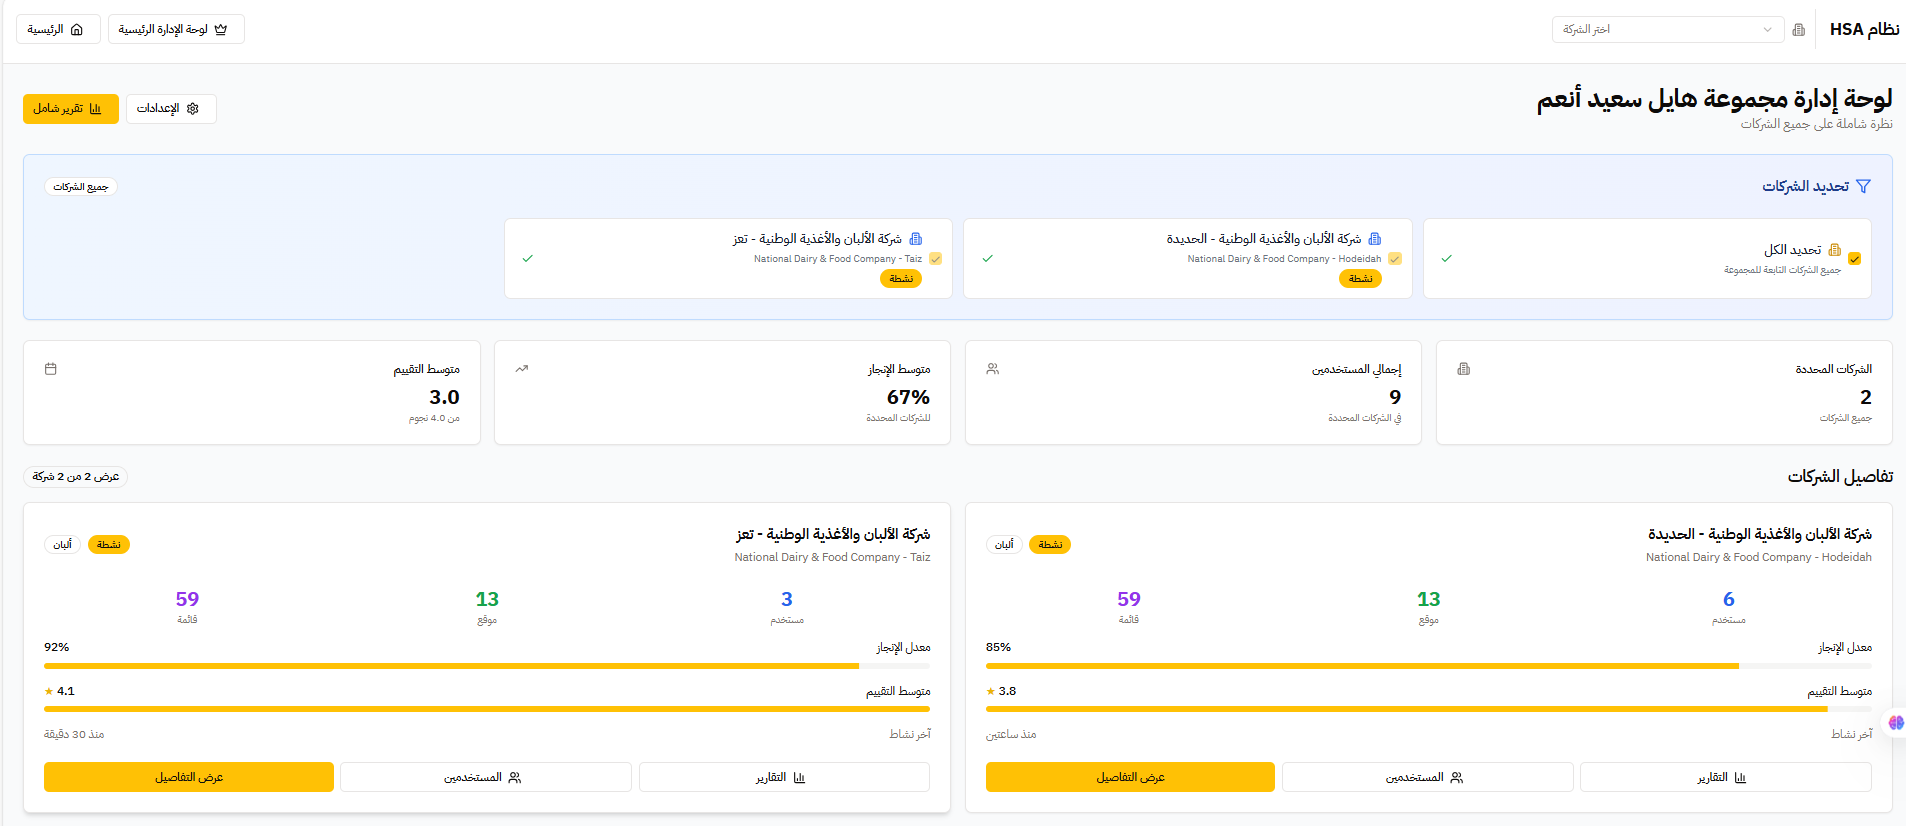 نظام HSA
اختر الشركة
لوحة الإدارة الرئيسية
الرئيسية
لوحة إدارة مجموعة هايل سعيد أنعم
نظرة شاملة على جميع الشركات
الإعدادات
تقرير شامل
تحديد الشركات
جميع الشركات
تحديد الكل
جميع الشركات التابعة للمجموعة
شركة الألبان والأغذية الوطنية - الحديدة
National Dairy & Food Company - Hodeidah
نشطة
شركة الألبان والأغذية الوطنية - تعز
National Dairy & Food Company - Taiz
نشطة
الشركات المحددة
2
جميع الشركات
إجمالي المستخدمين
9
في الشركات المحددة
متوسط الإنجاز
67%
للشركات المحددة
متوسط التقييم
3.0
من 4.0 نجوم
تفاصيل الشركات
عرض 2 من 2 شركة
شركة الألبان والأغذية الوطنية - الحديدة
National Dairy & Food Company - Hodeidah
نشطة
ألبان
6
مستخدم
13
موقع
59
قائمة
معدل الإنجاز
85%
متوسط التقييم
3.8 ★
آخر نشاط
منذ ساعتين
التقارير
المستخدمين
عرض التفاصيل
شركة الألبان والأغذية الوطنية - تعز
National Dairy & Food Company - Taiz
نشطة
ألبان
3
مستخدم
13
موقع
59
قائمة
معدل الإنجاز
92%
متوسط التقييم
4.1 ★
آخر نشاط
منذ 30 دقيقة
التقارير
المستخدمين
عرض التفاصيل